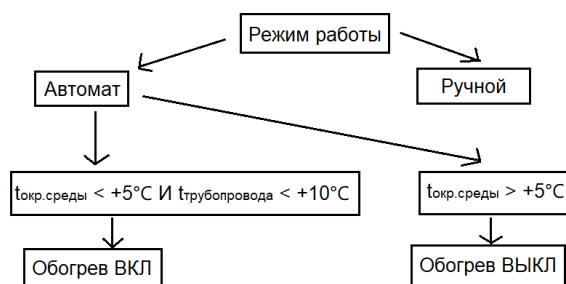 Режим работы
Автомат
Ручной
tокр.среды < +5°C И tтрубопровода < +10°C
tокр.среды > +5°C
Обогрев ВКЛ
Обогрев ВЫКЛ